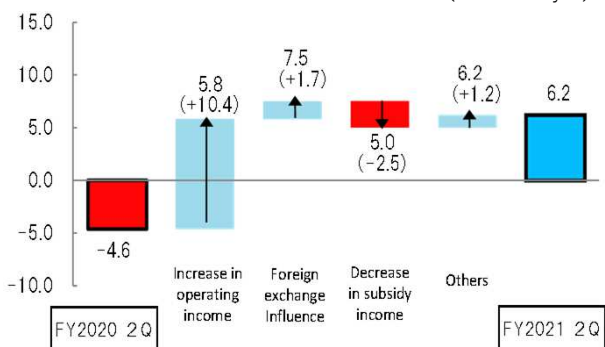 15.0
10.0
5.0
0.0
-5.0
-10.0
-4.6
5.8
(+10.4)
7.5
(+1.7)
5.0
(-2.5)
6.2
(+1.2)
6.2
Increase in
operating
income
Foreign
exchange
Influence
Decrease
in subsidy
income
Others
FY2020 2Q
FY2021 2Q